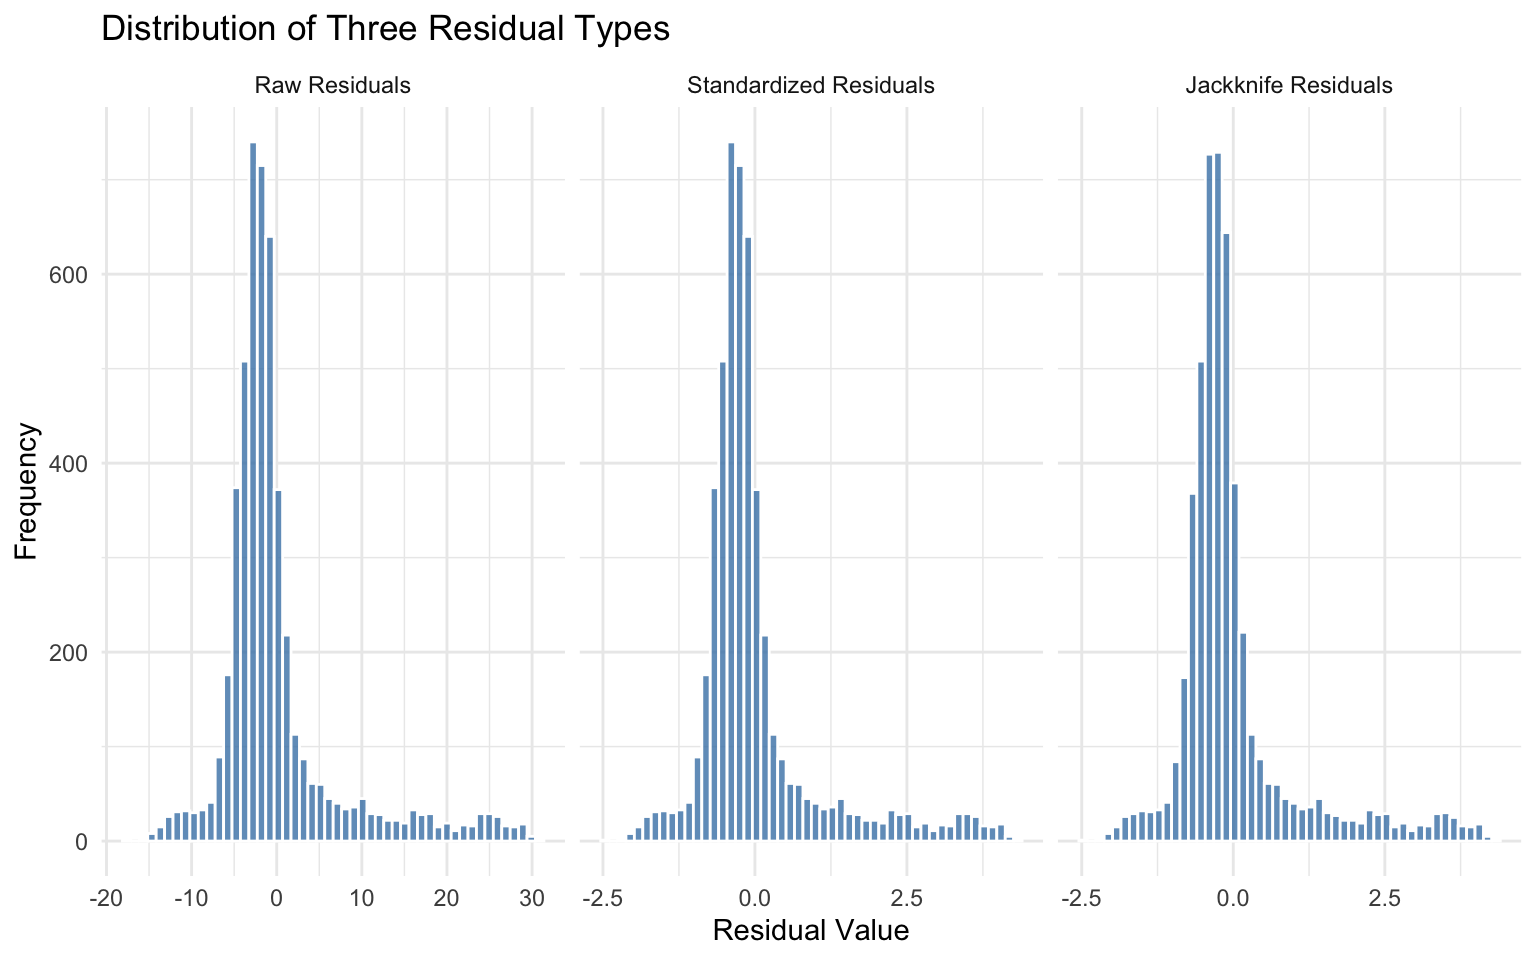 Distribution of Three Residual Types
Raw Residuals
Standardized Residuals
Jackknife Residuals
Frequency
600
400
200
0
-20 -10 0 10 20 30
-2.5 0.0 2.5
-2.5 0.0 2.5
Residual Value